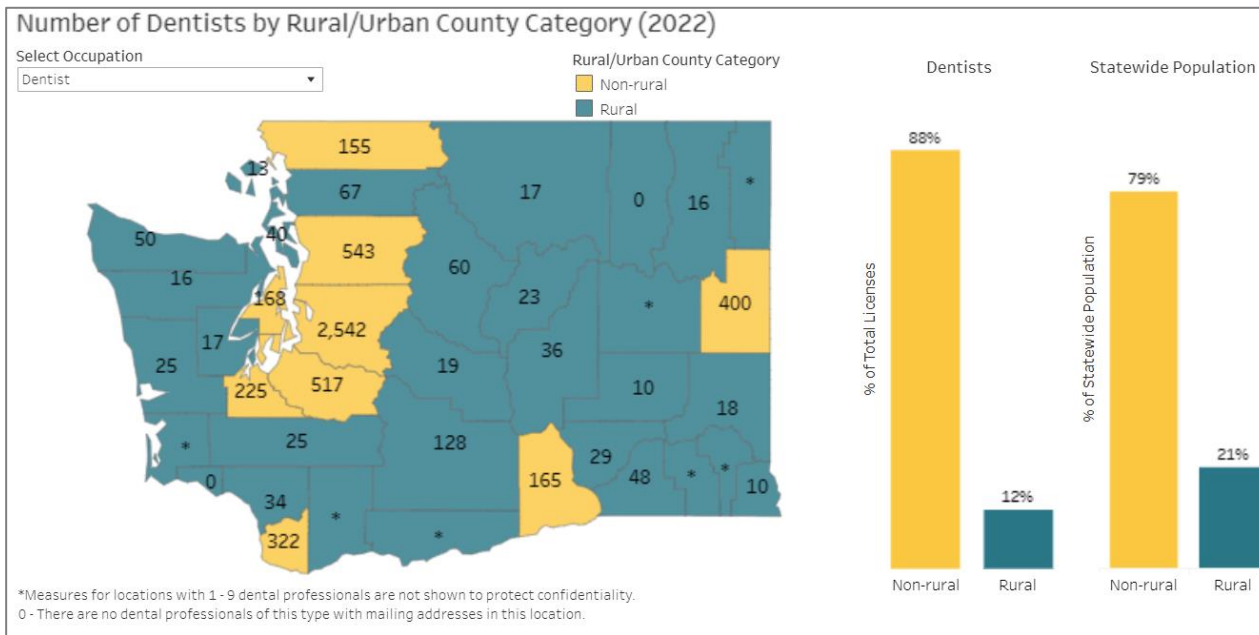 Number of Dentists by Rural/Urban County Category (2022)
Select Occupation
Dentist
Rural/Urban County Category
Non-rural
Rural
155
13
67
17
0
16
*
40
50
543
60
16
168
23
*
400
2,542
17
36
25
19
10
225
517
18
25
128
*
29
165
48
*
*
10
0
34
*
*
322
*Measures for locations with 1 - 9 dental professionals are not shown to protect confidentiality.
0 - There are no dental professionals of this type with mailing addresses in this location.
Dentists
% of Total Licenses
88%
12%
Non-rural
Rural
Statewide Population
% of Statewide Population
79%
21%
Non-rural
Rural